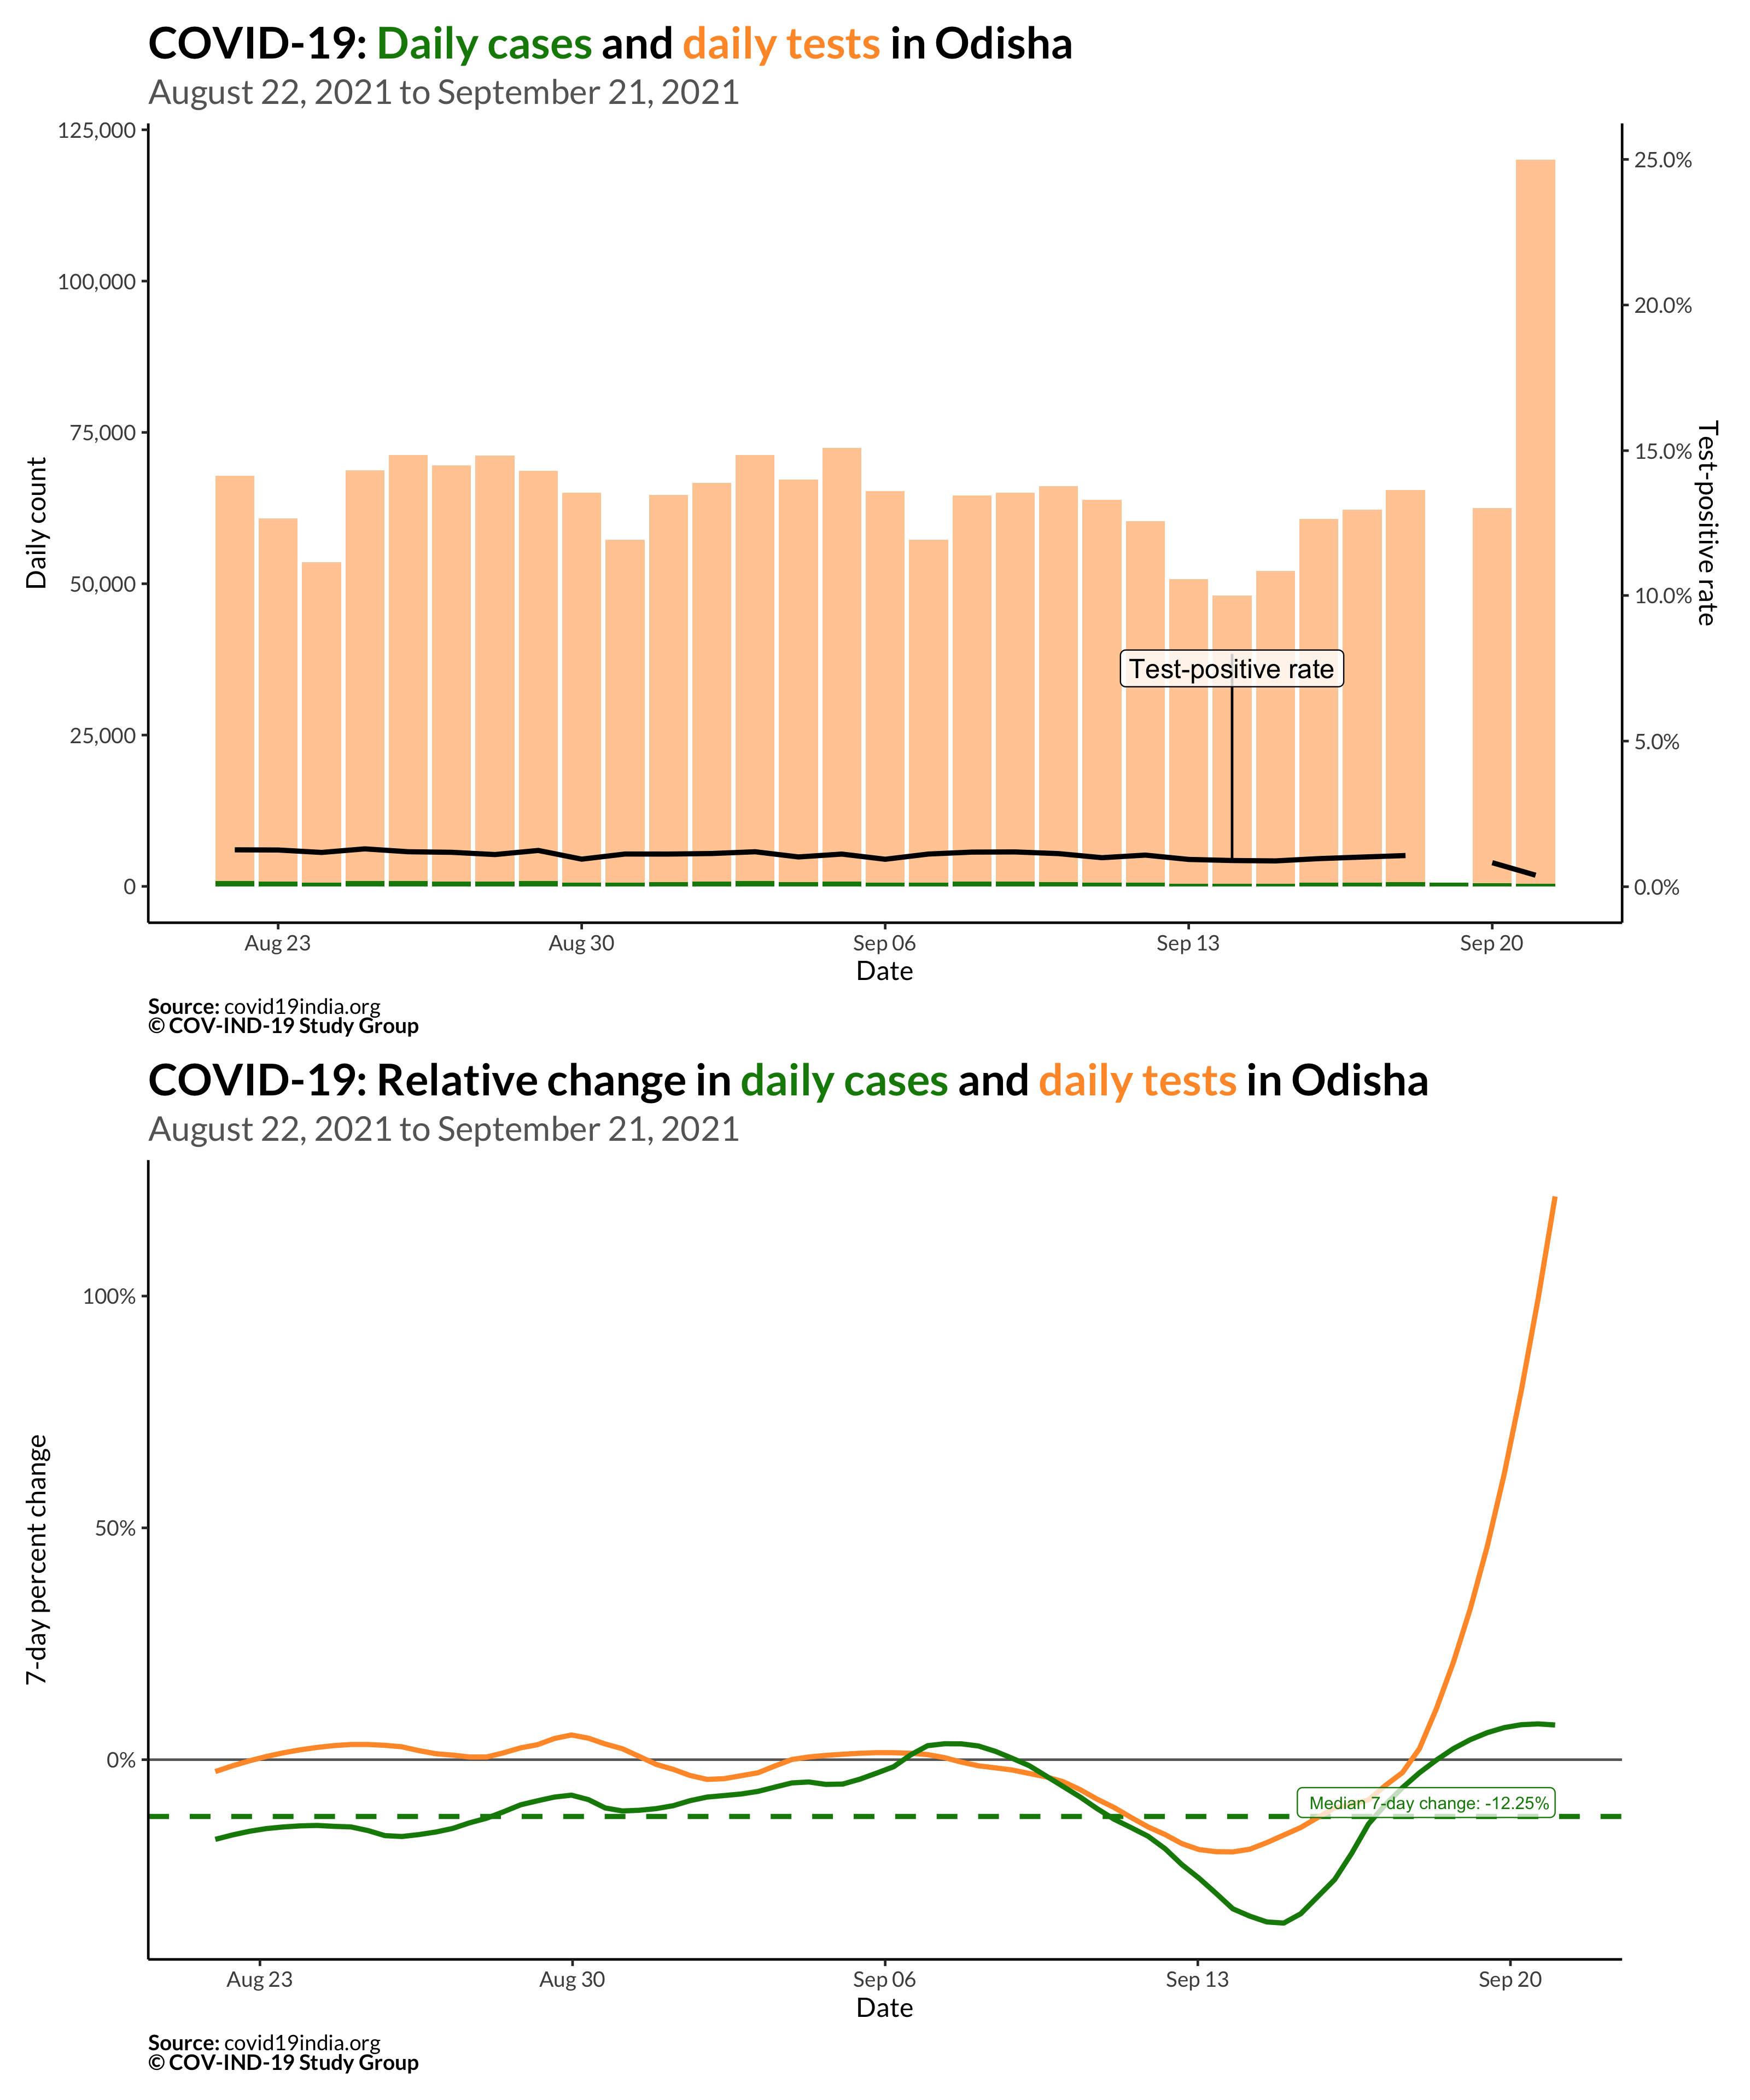 COVID-19: Daily cases and daily tests in Odisha
August 22, 2021 to September 21, 2021
125,000
100,000
75,000
50,000
25,000
0
Daily count
25.0%
20.0%
15.0%
10.0%
5.0%
0.0%
Test-positive rate
Test-positive rate
Aug 23
Aug 30
Sep 06
Sep 13
Sep 20
Date
Source: covid19india.org
© COV-IND-19 Study Group
COVID-19: Relative change in daily cases and daily tests in Odisha
August 22, 2021 to September 21, 2021
100%
50%
0%
7-day percent change
Median 7-day change: -12.25%
Aug 23
Aug 30
Sep 06
Sep 13
Sep 20
Date
Source: covid19india.org
© COV-IND-19 Study Group